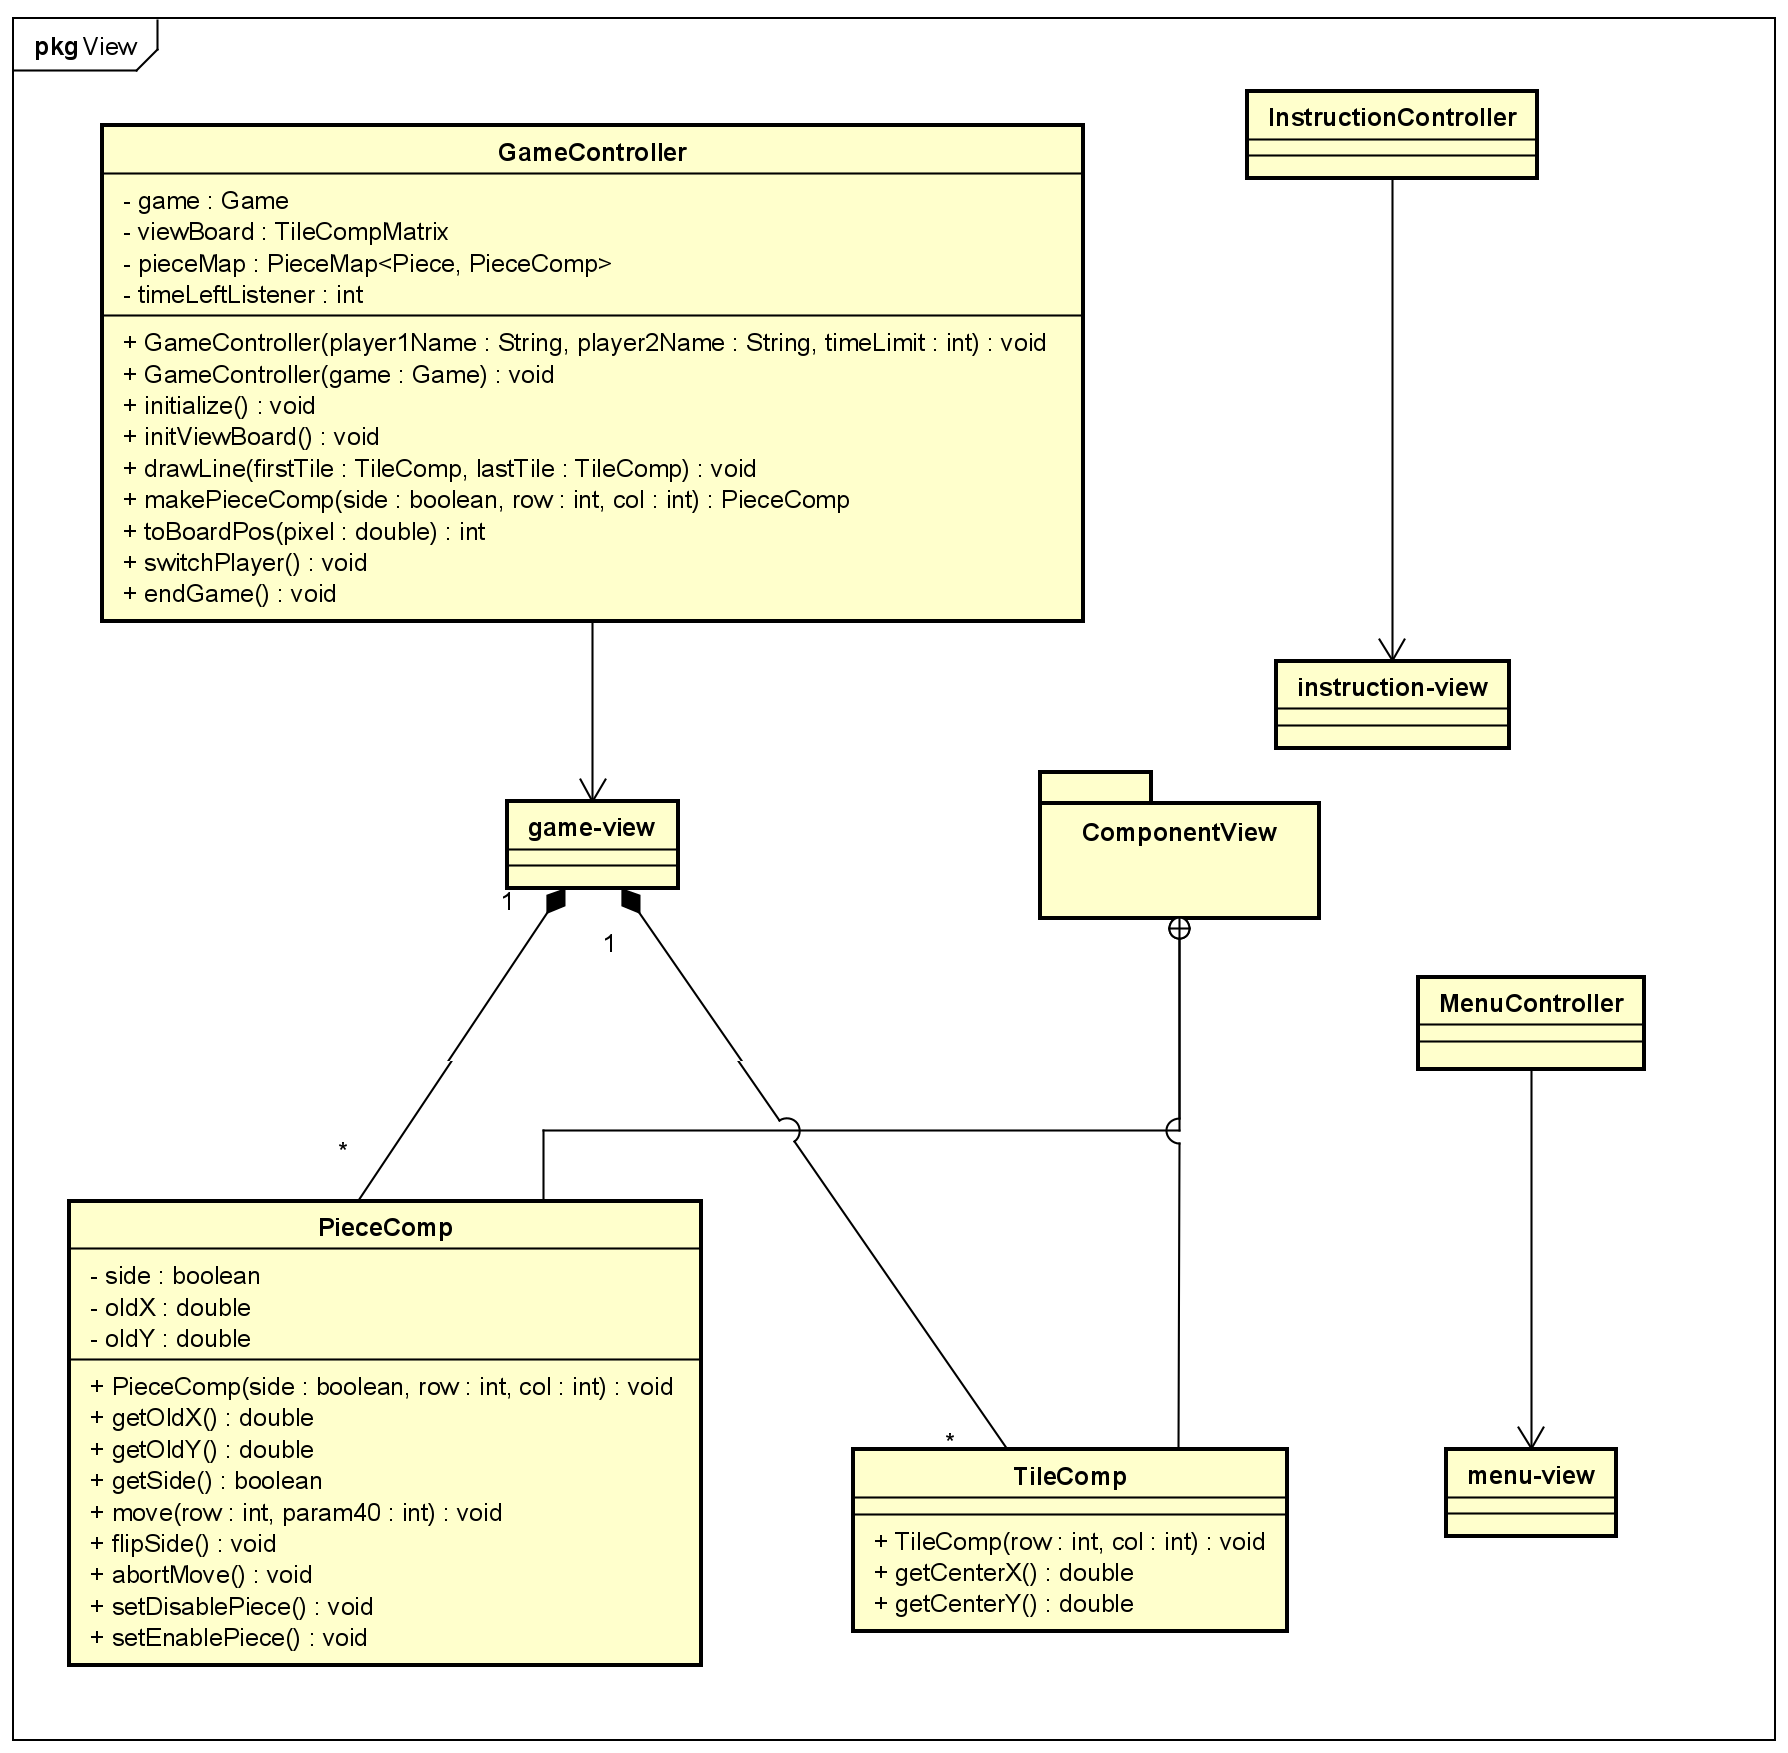 pkg View
InstructionController
GameController
- game : Game
- viewBoard : TileCompMatrix
- pieceMap : PieceMap<Piece, PieceComp>
- timeLeftListener : int
+ GameController(player1Name : String, player2Name : String, timeLimit : int) : void
+ GameController(game : Game) : void
+ initialize() : void
+ initViewBoard() : void
+ drawLine(firstTile : TileComp, lastTile : TileComp) : void
+ makePieceComp(side : boolean, row : int, col : int) : PieceComp
+ toBoardPos(pixel : double) : int
+ switchPlayer() : void
+ endGame() : void
instruction-view
game-view
ComponentView
1
1
MenuController
*
PieceComp
- side : boolean
- oldX : double
- oldY : double
+ PieceComp(side : boolean, row : int, col : int) : void
+ getOldX() : double
+ getOldY() : double
+ getSide() : boolean
+ move(row : int, param40 : int) : void
+ flipSide() : void
+ abortMove() : void
+ setDisablePiece() : void
+ setEnablePiece() : void
*
TileComp
+ TileComp(row : int, col : int) : void
+ getCenterX() : double
+ getCenterY() : double
menu-view